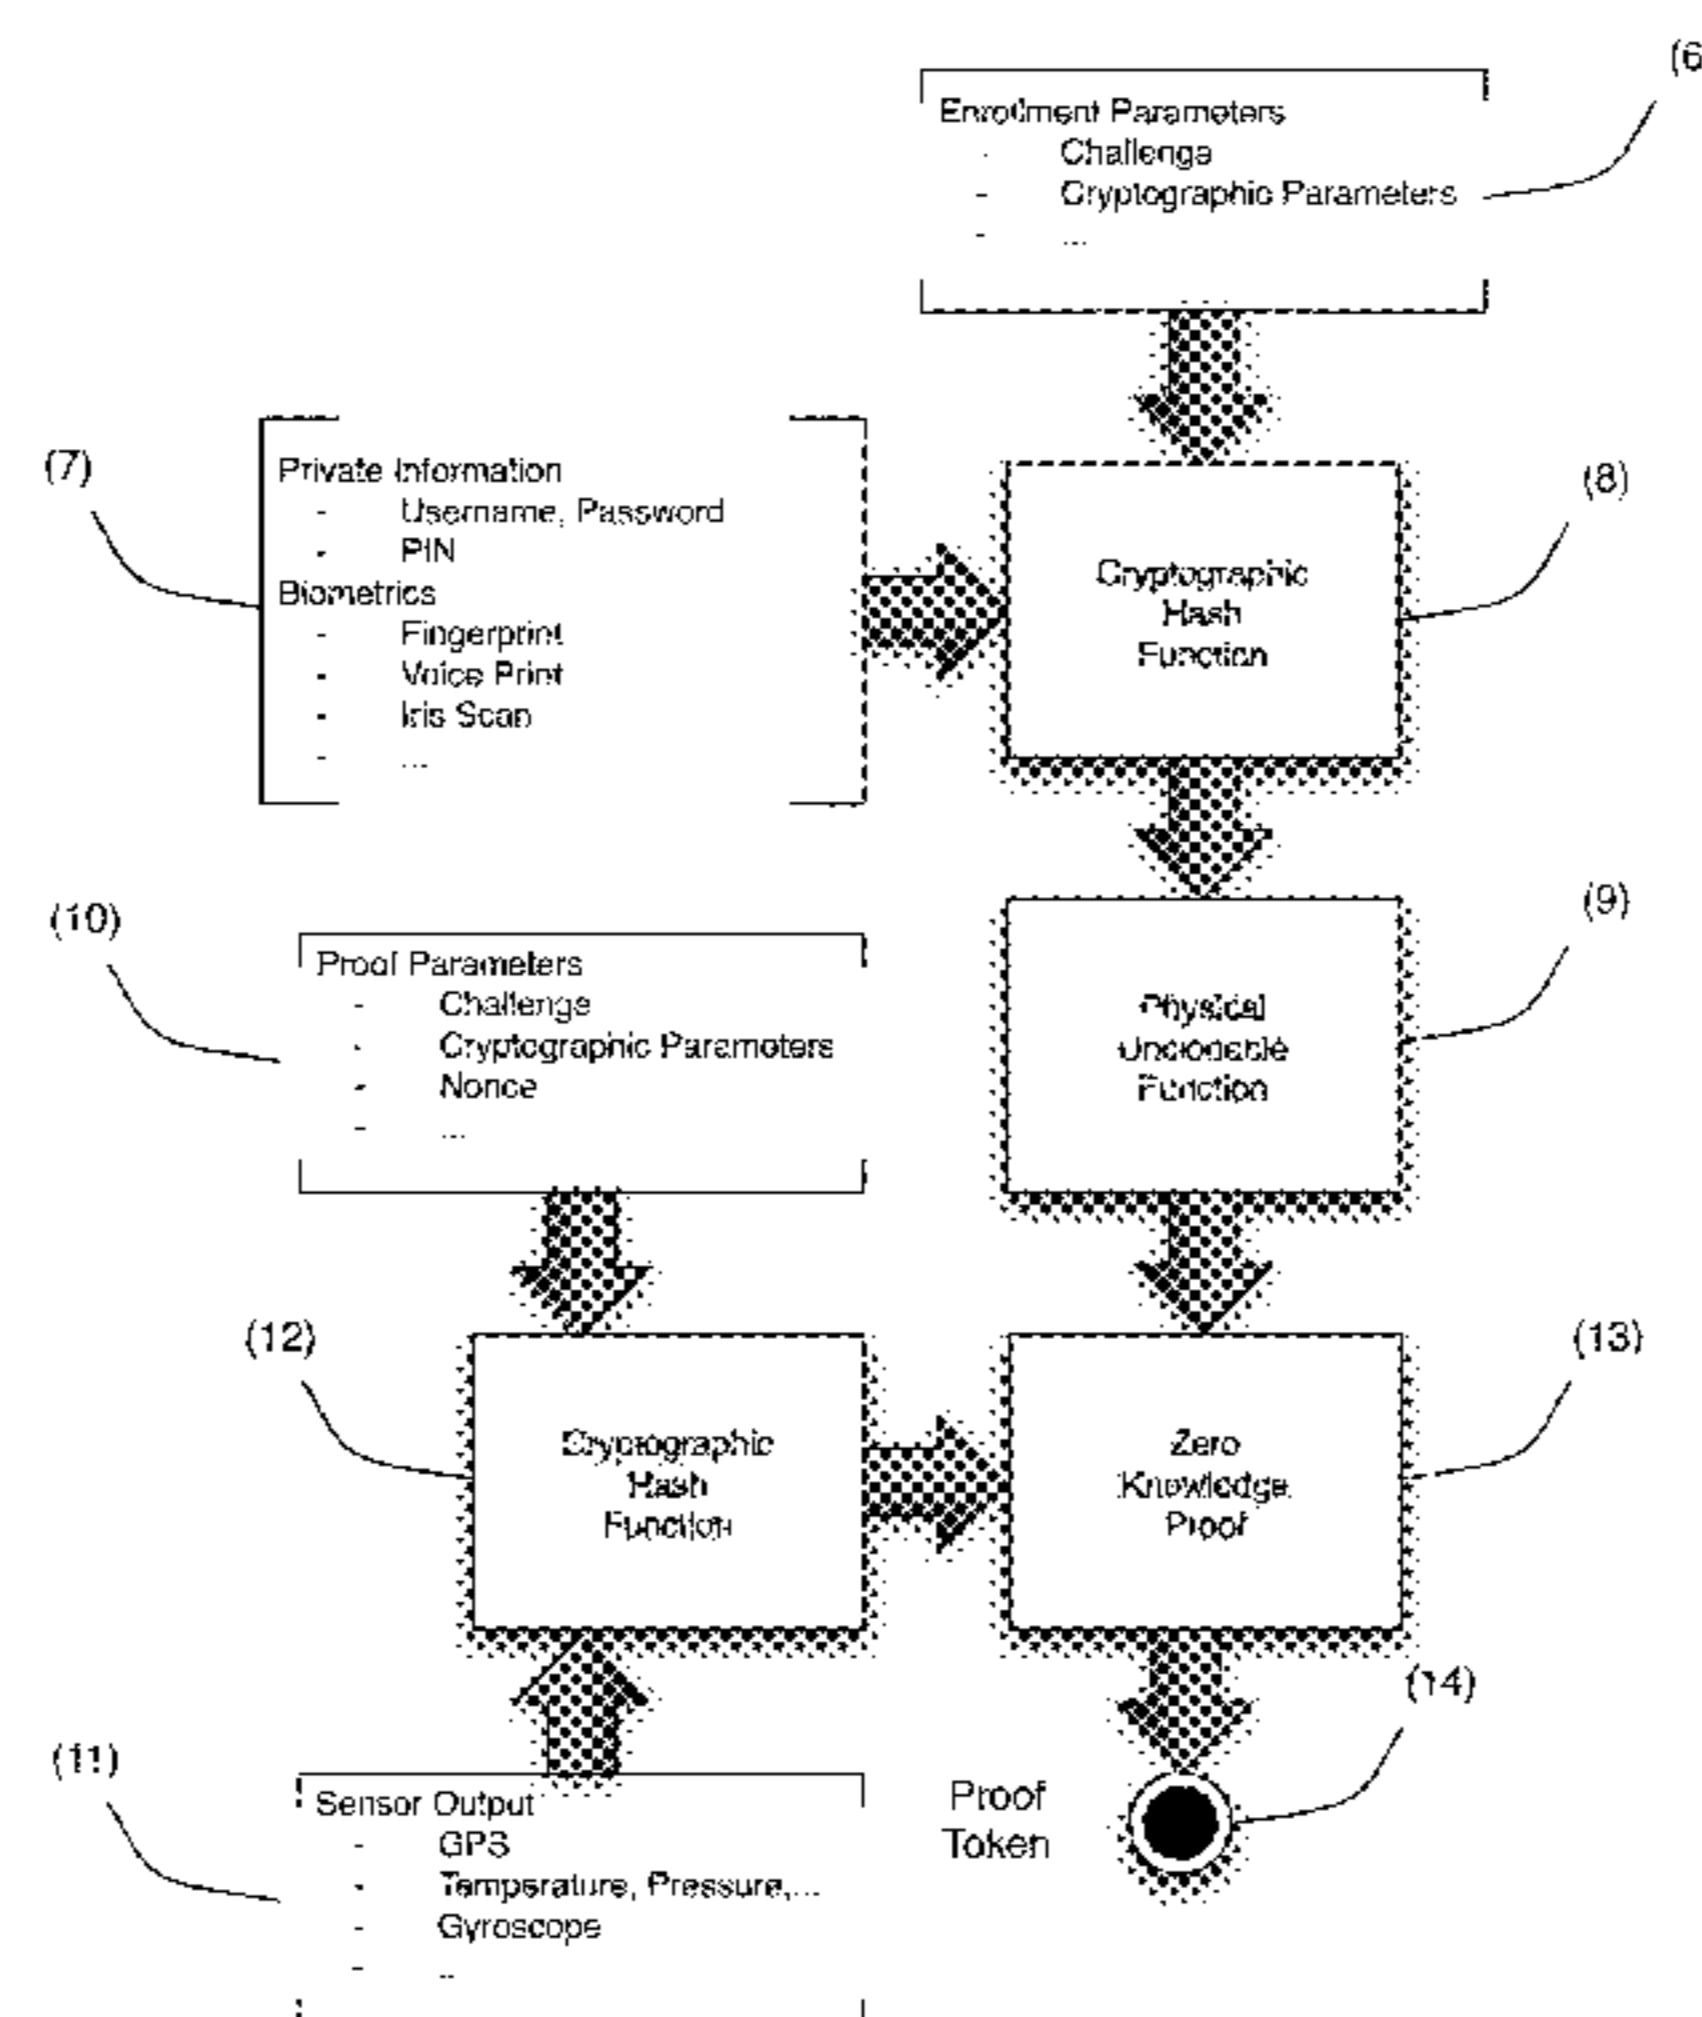 (6
Enrollment Parameters
- Challenge
- Cryptographic Parameters
- ...
(7)
Private Information
- Username, Password
- PIN
Biometrics
- Fingerprint
- Voice Print
- Iris Scan
- ...
(8)
Cryptographic
Hash
Function
(9)
Physical
Unclonable
Function
(10)
Proof Parameters
- Challenge
- Cryptographic Parameters
- Nonce
- ...
(12)
Cryptographic
Hash
Function
(13)
Zero
Knowledge
Proof
(14)
Proof
Token
(11)
Sensor Output
- GPS
- Temperature, Pressure,...
- Gyroscope
- ..